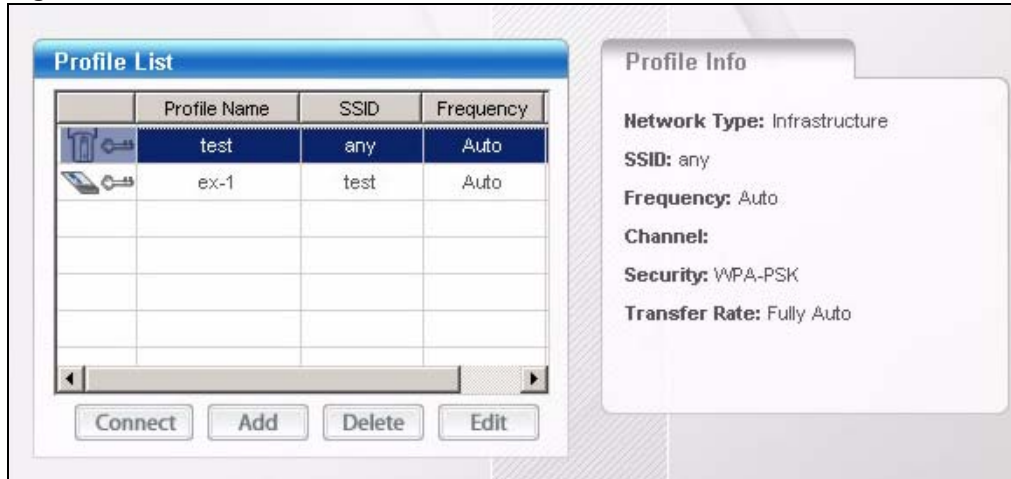 Profile List
Profile Name SSID Frequency
test any Auto
ex-1 test Auto
Connect Add Delete Edit
Profile Info
Network Type: Infrastructure
SSID: any
Frequency: Auto
Channel:
Security: WPA-PSK
Transfer Rate: Fully Auto